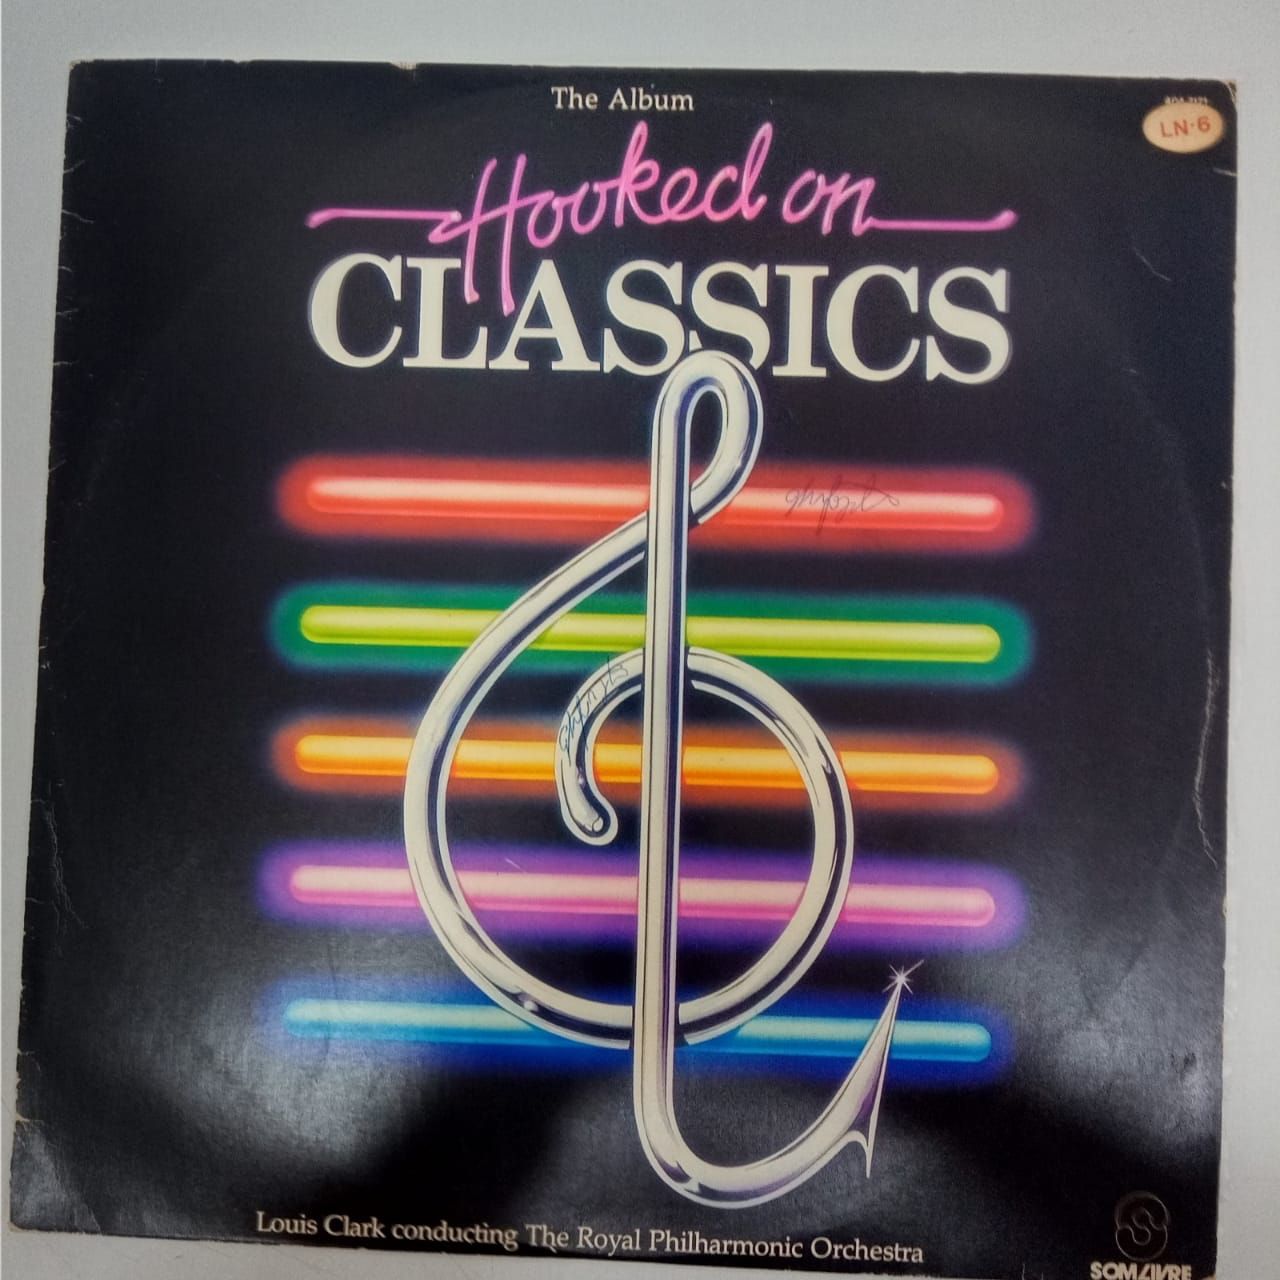 The Album
LN·6
Hooked on
CLASSICS
Louis Clark conducting The Royal Philharmonic Orchestra
SOM LIVRE